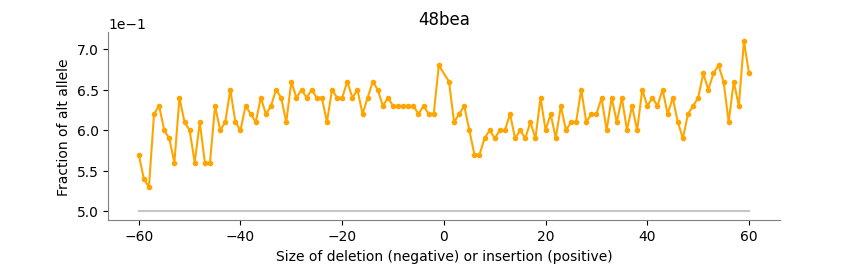 48bea
1e−1
7.0
6.5
6.0
5.5
5.0
Fraction of alt allele
−60 −40 −20 0 20 40 60
Size of deletion (negative) or insertion (positive)